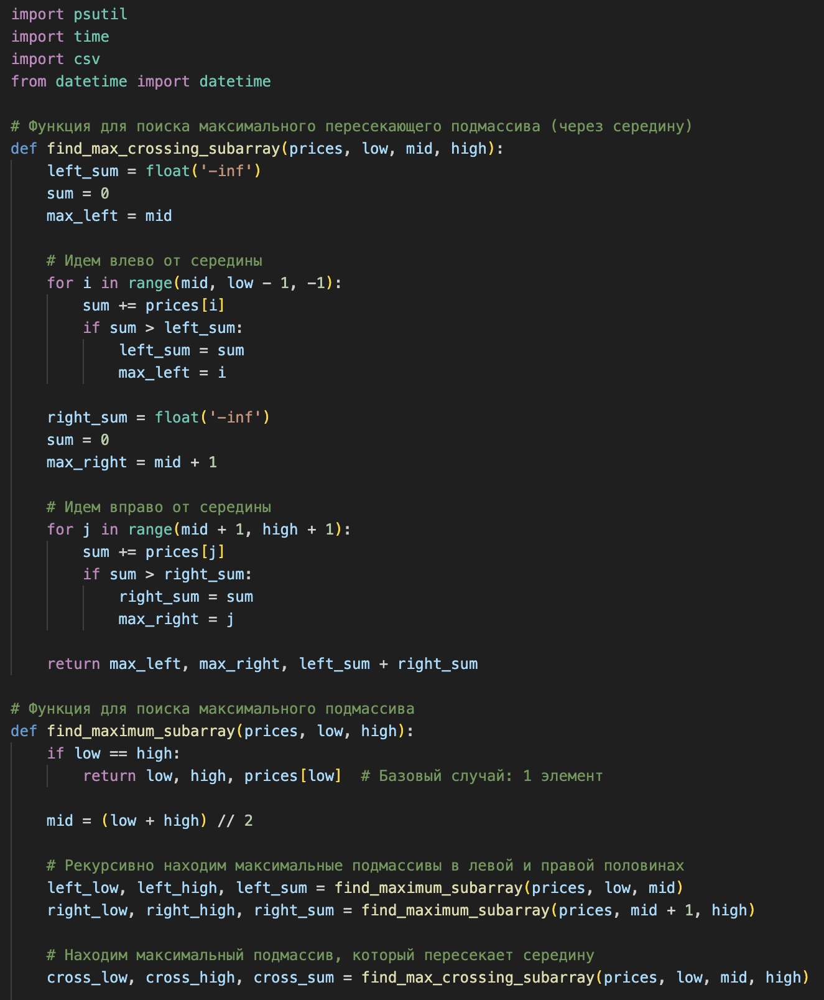 import psutil
import time
import csv
from datetime import datetime

# Функция для поиска максимального пересекающего подмассива (через середину)
def find_max_crossing_subarray(prices, low, mid, high):
    left_sum = float('-inf')
    sum = 0
    max_left = mid

    # Идем влево от середины
    for i in range(mid, low - 1, -1):
        sum += prices[i]
        if sum > left_sum:
            left_sum = sum
            max_left = i

    right_sum = float('-inf')
    sum = 0
    max_right = mid + 1

    # Идем вправо от середины
    for j in range(mid + 1, high + 1):
        sum += prices[j]
        if sum > right_sum:
            right_sum = sum
            max_right = j

    return max_left, max_right, left_sum + right_sum

# Функция для поиска максимального подмассива
def find_maximum_subarray(prices, low, high):
    if low == high:
        return low, high, prices[low]  # Базовый случай: 1 элемент

    mid = (low + high) // 2

    # Рекурсивно находим максимальные подмассивы в левой и правой половинах
    left_low, left_high, left_sum = find_maximum_subarray(prices, low, mid)
    right_low, right_high, right_sum = find_maximum_subarray(prices, mid + 1, high)

    # Находим максимальный подмассив, который пересекает середину
    cross_low, cross_high, cross_sum = find_max_crossing_subarray(prices, low, mid, high)